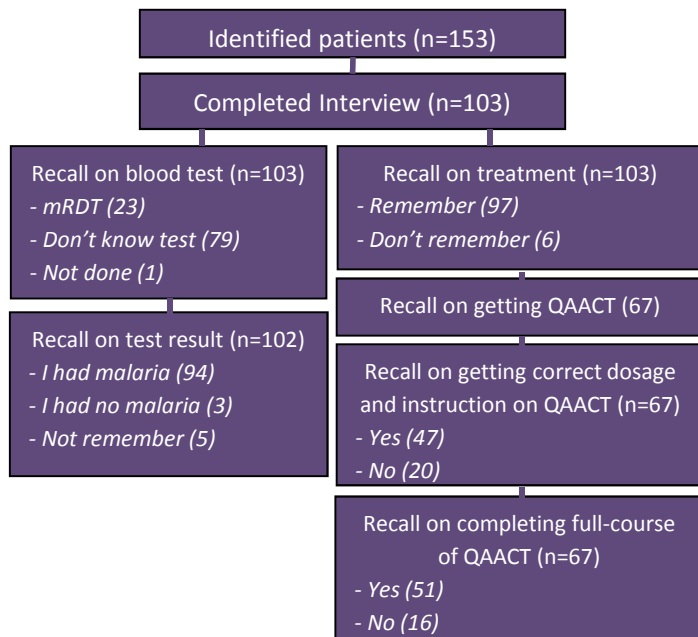 Identified patients (n=153)
Completed Interview (n=103)
Recall on blood test (n=103)
- mRDT (23)
- Don’t know test (79)
- Not done (1)
Recall on test result (n=102)
- I had malaria (94)
- I had no malaria (3)
- Not remember (5)
Recall on treatment (n=103)
- Remember (97)
- Don’t remember (6)
Recall on getting QAACT (67)
Recall on getting correct dosage
and instruction on QAACT (n=67)
- Yes (47)
- No (20)
Recall on completing full-course
of QAACT (n=67)
- Yes (51)
- No (16)